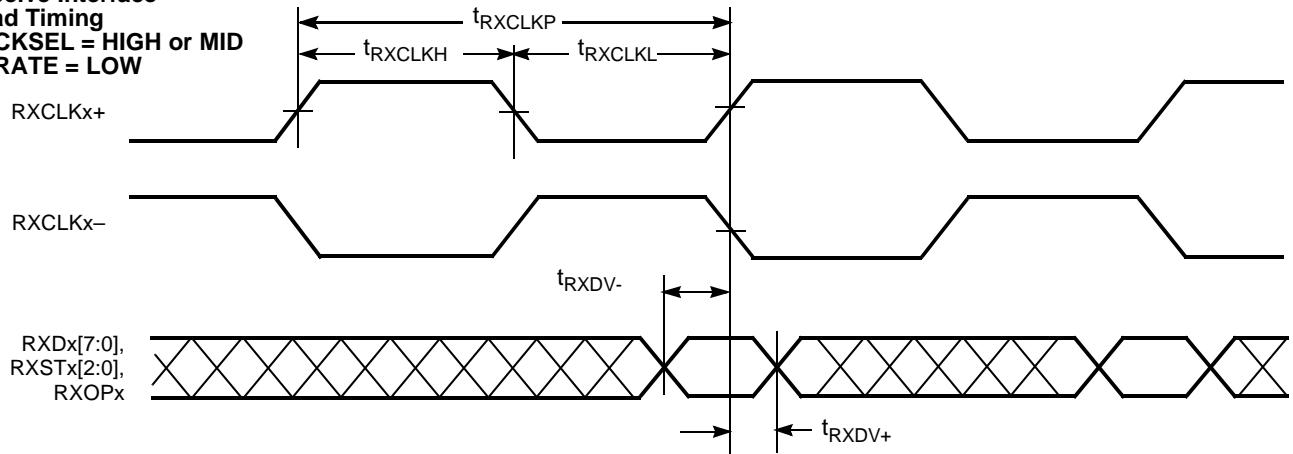 Timing
CKSEL = HIGH or MID
RATE = LOW
tRXCLKP
tRXCLKH
tRXCLKL
RXCLKx+
RXCLKx–
tRXDV-
RXDx[7:0],
RXSTx[2:0],
RXOPx
tRXDV+